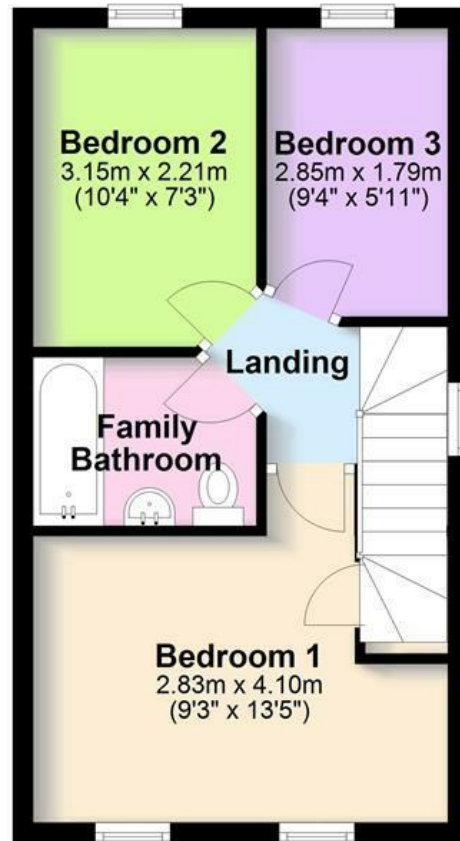 Bedroom 2
3.15m x 2.21m
(10'4" x 7'3")
Bedroom 3
2.85m x 1.79m
(9'4" x 5'11")
Landing
Family
Bathroom
Bedroom 1
2.83m x 4.10m
(9'3" x 13'5")